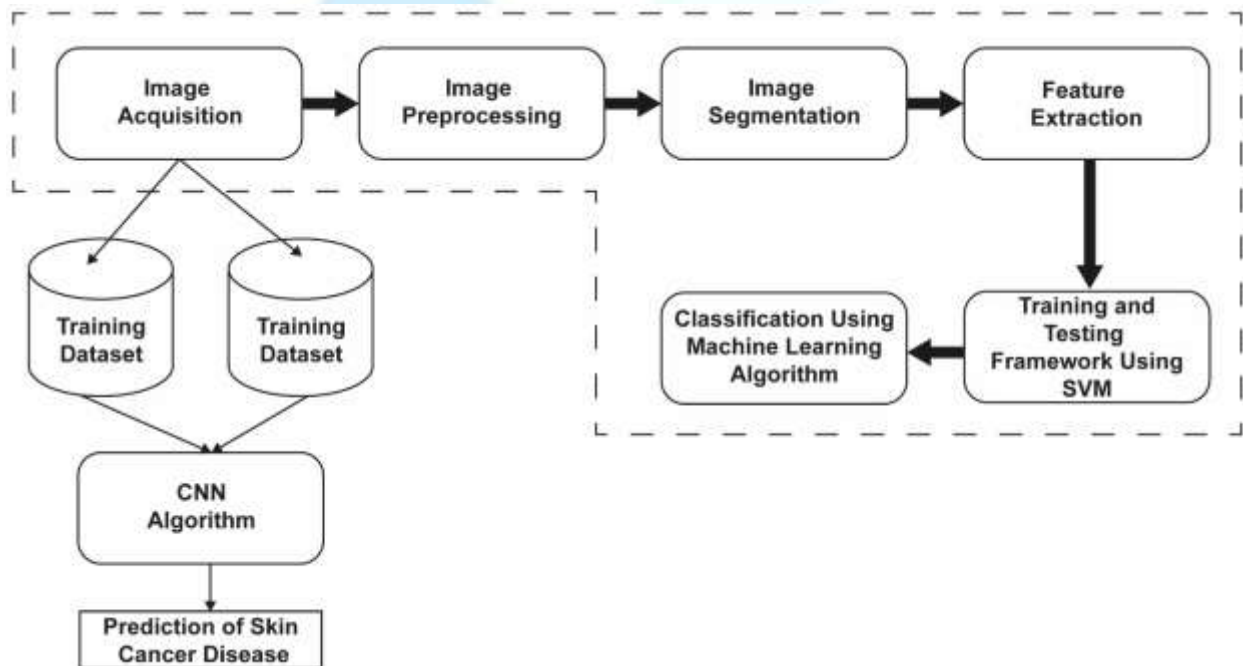 Image
Acquisition
Image
Preprocessing
Image
Segmentation
Feature
Extraction
Training
Dataset
Training
Dataset
Classification Using
Machine Learning
Algorithm
Training and
Testing
Framework Using
SVM
CNN
Algorithm
Prediction of Skin
Cancer Disease